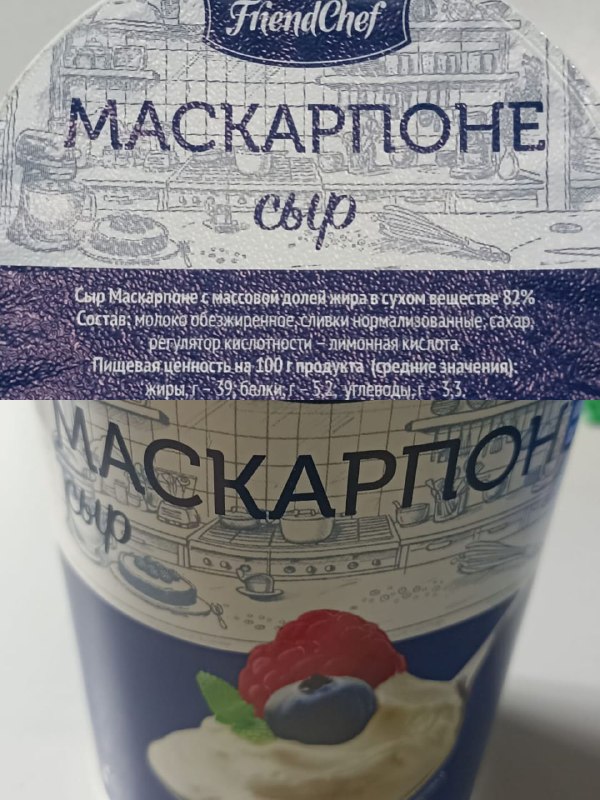 FriendChef
МАСКАРПОНЕ
сыр
Сыр Маскарпоне с массовой долей жира в сухом веществе 82%
Состав: молоко обезжиренное, сливки нормализованные, сахар,
регулятор кислотности – лимонная кислота.
Пищевая ценность на 100 г продукта (средние значения):
жиры, г – 39; белки, г – 5,2; углеводы, г – 3,3.
МАСКАРПОН
сыр